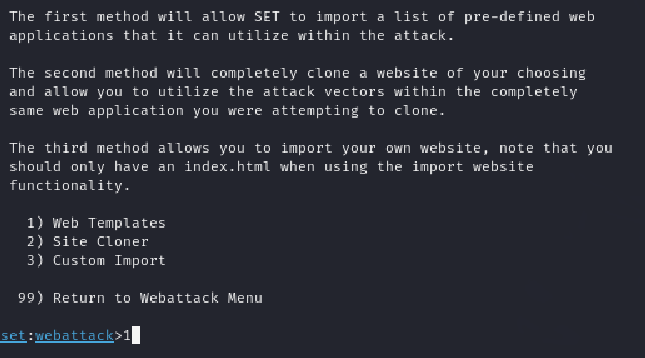 The first method will allow SET to import a list of pre-defined web
applications that it can utilize within the attack.
The second method will completely clone a website of your choosing
and allow you to utilize the attack vectors within the completely
same web application you were attempting to clone.
The third method allows you to import your own website, note that you
should only have an index.html when using the import website
functionality.
1) Web Templates
2) Site Cloner
3) Custom Import
99) Return to Webattack Menu
set:webattack>1